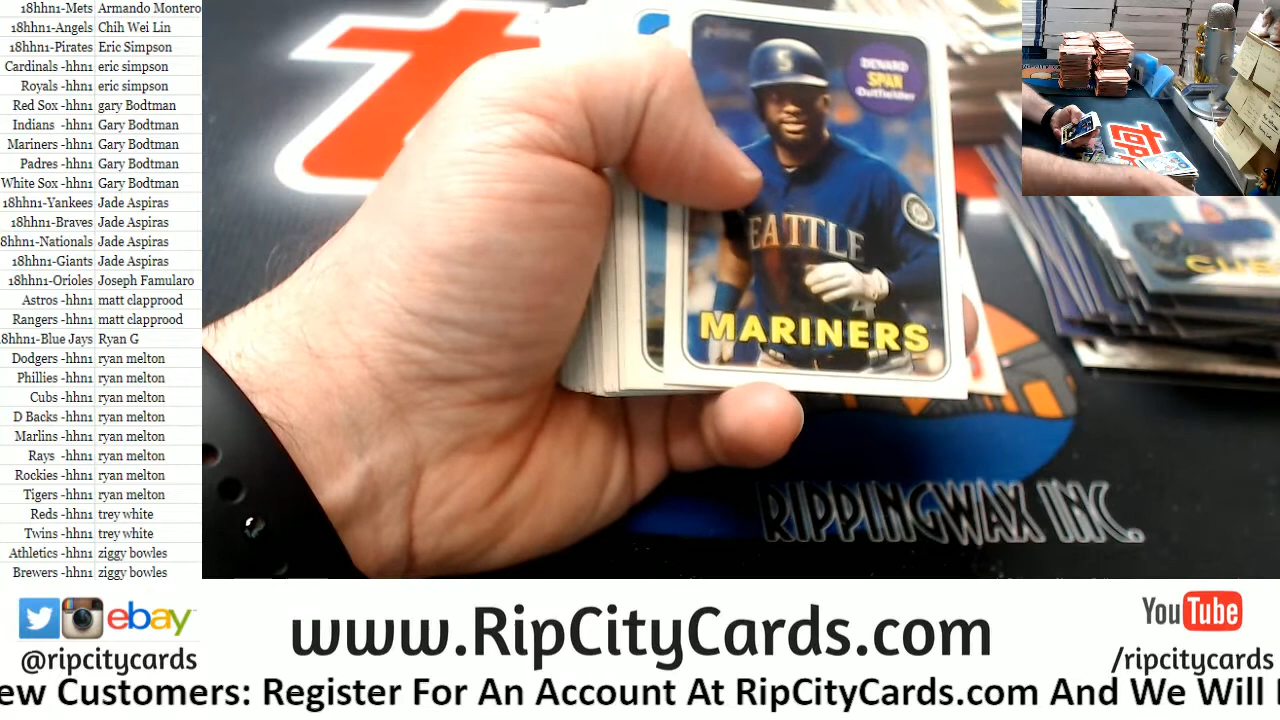 18hhn1-Mets Armando Montero
18hhn1-Angels Chih Wei Lin
18hhn1-Pirates Eric Simpson
Cardinals -hhn1 eric simpson
Royals -hhn1 eric simpson
Red Sox -hhn1 gary Bodtman
Indians -hhn1 Gary Bodtman
Mariners -hhn1 Gary Bodtman
Padres -hhn1 Gary Bodtman
White Sox -hhn1 Gary Bodtman
18hhn1-Yankees Jade Aspiras
18hhn1-Braves Jade Aspiras
8hhn1-Nationals Jade Aspiras
18hhn1-Giants Jade Aspiras
18hhn1-Orioles Joseph Famularo
Astros -hhn1 matt clapprood
Rangers -hhn1 matt clapprood
8hhn1-Blue Jays Ryan G
Dodgers -hhn1 ryan melton
Phillies -hhn1 ryan melton
Cubs -hhn1 ryan melton
D Backs -hhn1 ryan melton
Marlins -hhn1 ryan melton
Rays -hhn1 ryan melton
Rockies -hhn1 ryan melton
Tigers -hhn1 ryan melton
Reds -hhn1 trey white
Twins -hhn1 trey white
Athletics -hhn1 ziggy bowles
Brewers -hhn1 ziggy bowles
DENARD
SPAN
Outfielder
S
SEATTLE
MARINERS
CUBS
RIPPINGWAX INC.
ebay
@ripcitycards
www.RipCityCards.com
YouTube
/ripcitycards
ew Customers: Register For An Account At RipCityCards.com And We Will